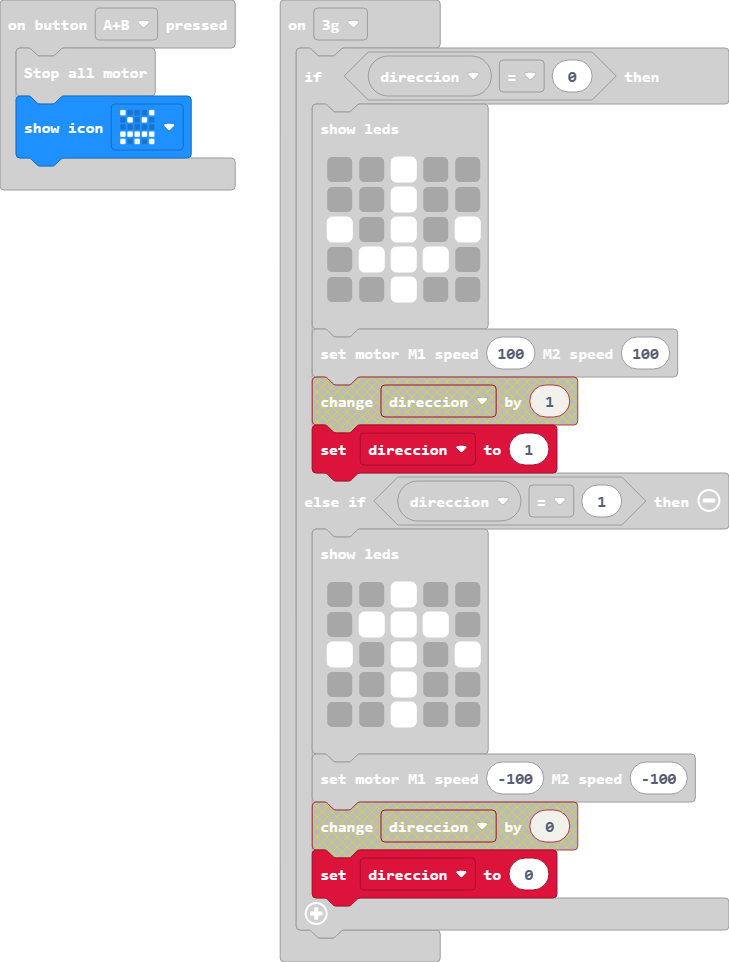 on button A+B pressed
Stop all motor
show icon
on 3g
if direccion = 0 then
show leds
set motor M1 speed 100 M2 speed 100
change direccion by 1
set direccion to 1
else if direccion = 1 then
show leds
set motor M1 speed -100 M2 speed -100
change direccion by 0
set direccion to 0